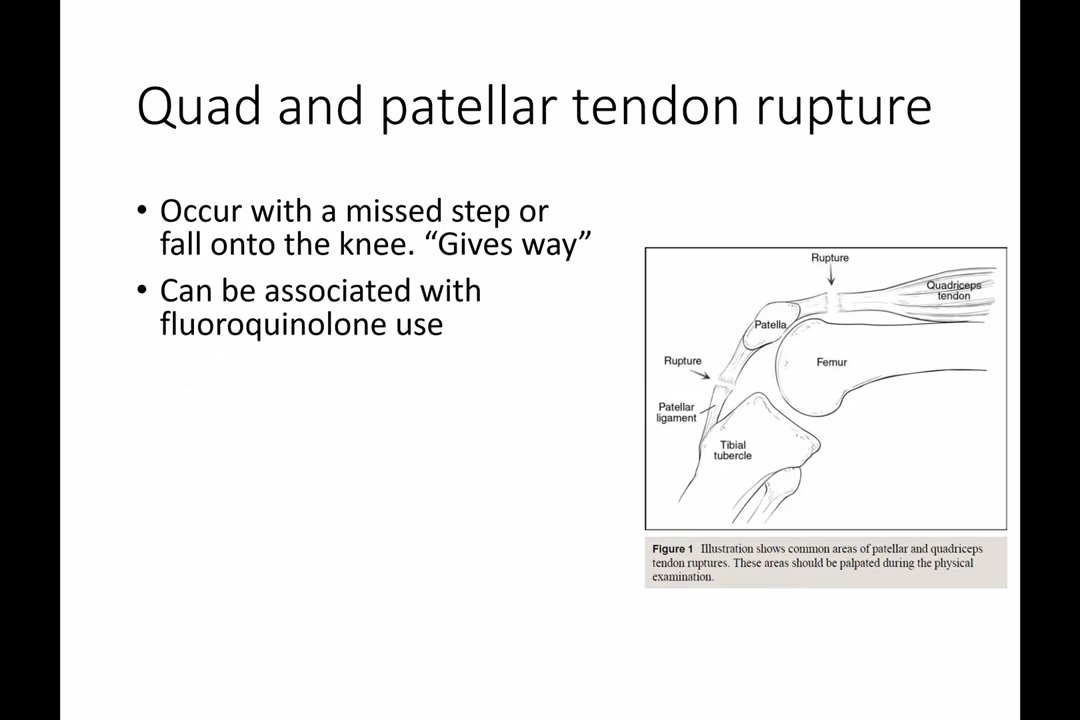 Quad and patellar tendon rupture
• Occur with a missed step or
fall onto the knee. “Gives way”
• Can be associated with
fluoroquinolone use
Rupture
Quadriceps
tendon
Patella
Rupture
Femur
Patellar
ligament
Tibial
tubercle
Figure 1 Illustration shows common areas of patellar and quadriceps
tendon ruptures. These areas should be palpated during the physical
examination.